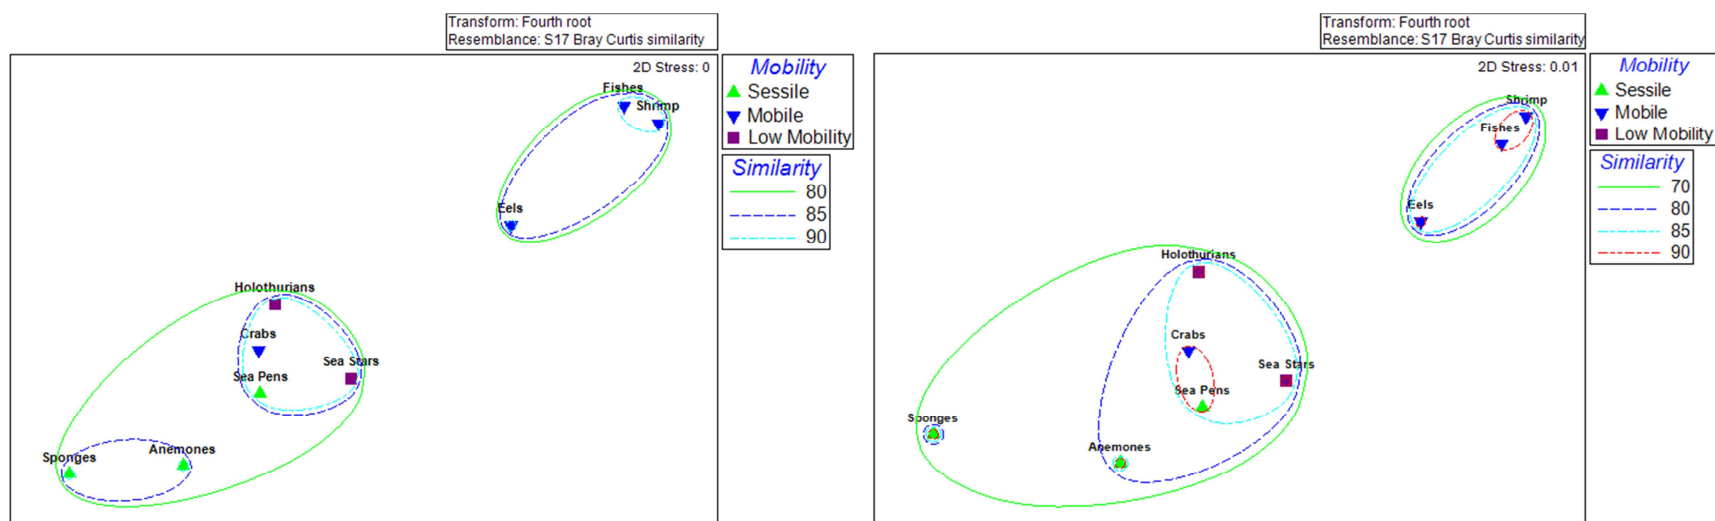 Transform: Fourth root
Resemblance: S17 Bray Curtis similarity
2D Stress: 0
Mobility
Sessile
Mobile
Low Mobility
Similarity
80
85
90
Fishes
Shrimp
Eels
Holothurians
Crabs
Sea Stars
Sea Pens
Anemones
Sponges
Transform: Fourth root
Resemblance: S17 Bray Curtis similarity
2D Stress: 0.01
Mobility
Sessile
Mobile
Low Mobility
Similarity
70
80
85
90
Shrimp
Fishes
Eels
Holothurians
Crabs
Sea Stars
Sea Pens
Sponges
Anemones